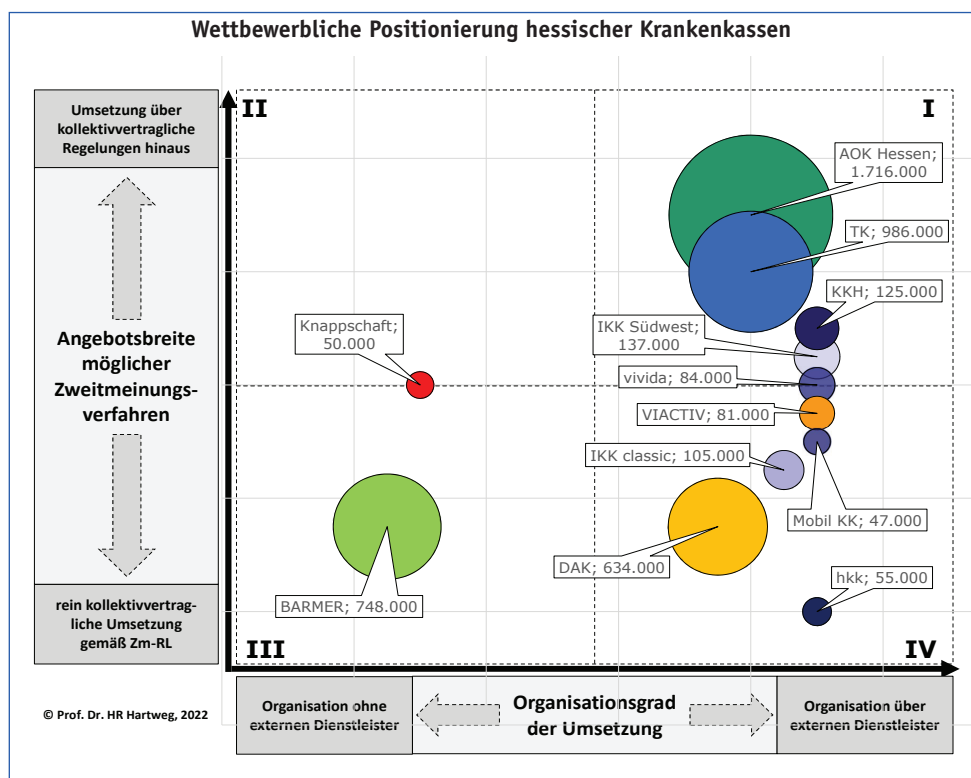 Wettbewerbliche Positionierung hessischer Krankenkassen
Umsetzung über
kollektivvertragliche
Regelungen hinaus
II
I
AOK Hessen;
1.716.000
TK; 986.000
KKH; 125.000
Knappschaft;
50.000
IKK Südwest;
137.000
Angebotsbreite
möglicher
Zweitmeinungs-
verfahren
vivida; 84.000
VIACTIV; 81.000
IKK classic; 105.000
Mobil KK; 47.000
DAK; 634.000
hkk; 55.000
BARMER; 748.000
rein kollektivvertrag-
liche Umsetzung
gemäß Zm-RL
III
IV
© Prof. Dr. HR Hartweg, 2022
Organisation ohne
externen Dienstleister
Organisationsgrad
der Umsetzung
Organisation über
externen Dienstleister